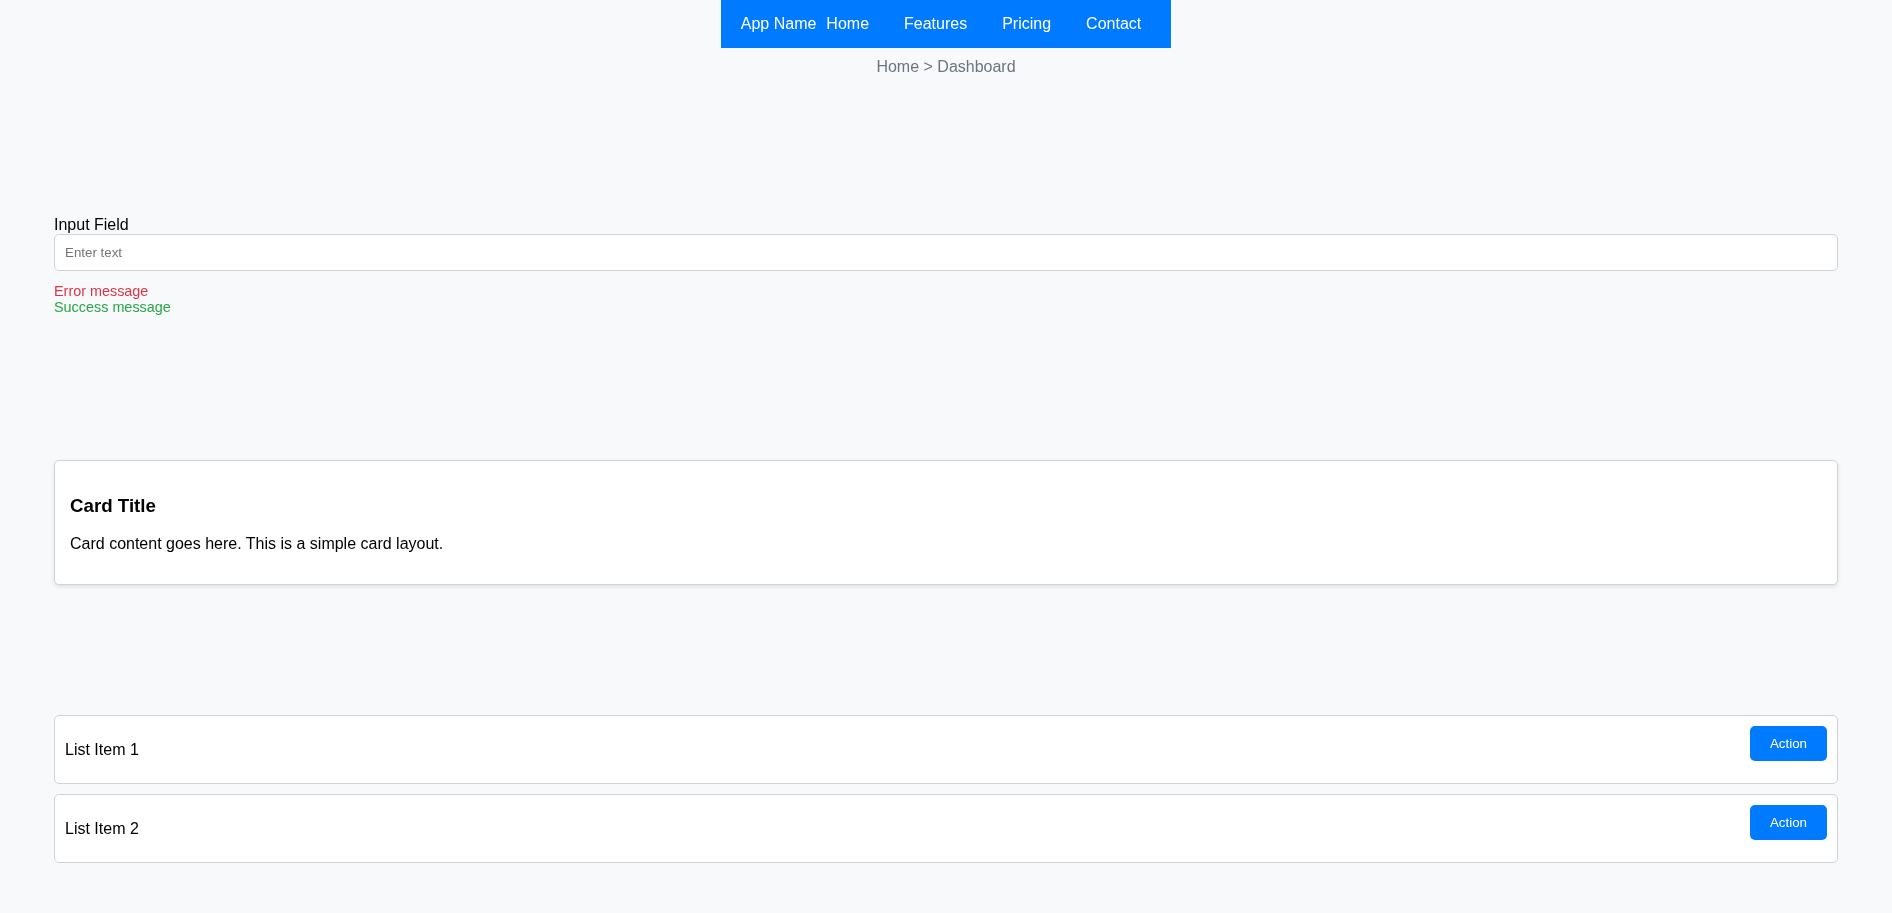 App Name Home Features Pricing Contact
Home > Dashboard
Input Field
Enter text
Error message
Success message
Card Title
Card content goes here. This is a simple card layout.
List Item 1 Action
List Item 2 Action